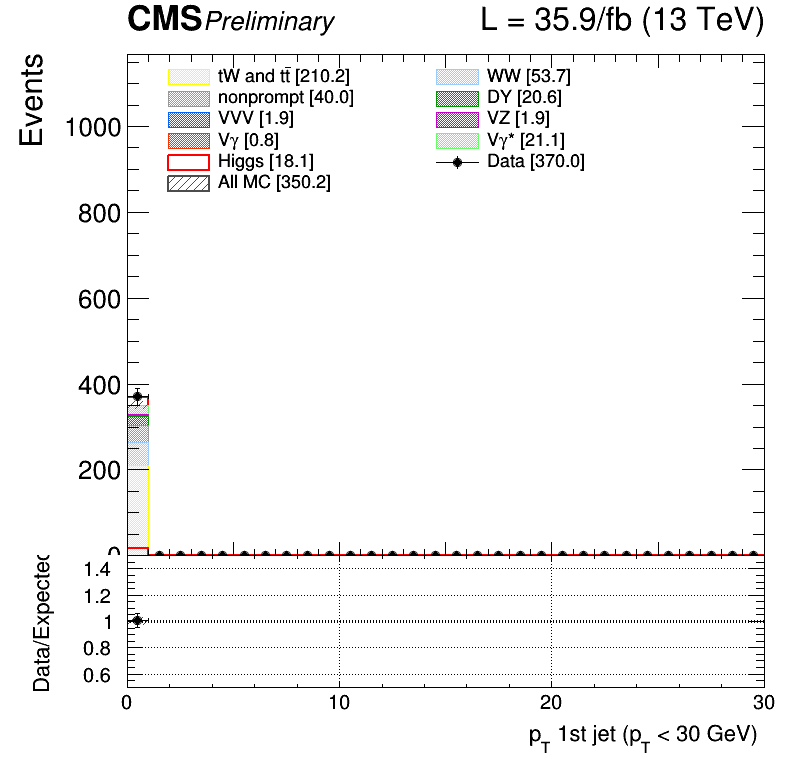 CMS Preliminary L = 35.9/fb (13 TeV)
Events
tW and tt̄ [210.2] WW [53.7]
nonprompt [40.0] DY [20.6]
VVV [1.9] VZ [1.9]
Vγ [0.8] Vγ* [21.1]
Higgs [18.1] Data [370.0]
All MC [350.2]
1000
800
600
400
200
0
Data/Expected
1.4
1.2
1
0.8
0.6
0 10 20 30
p_T 1st jet (p_T < 30 GeV)